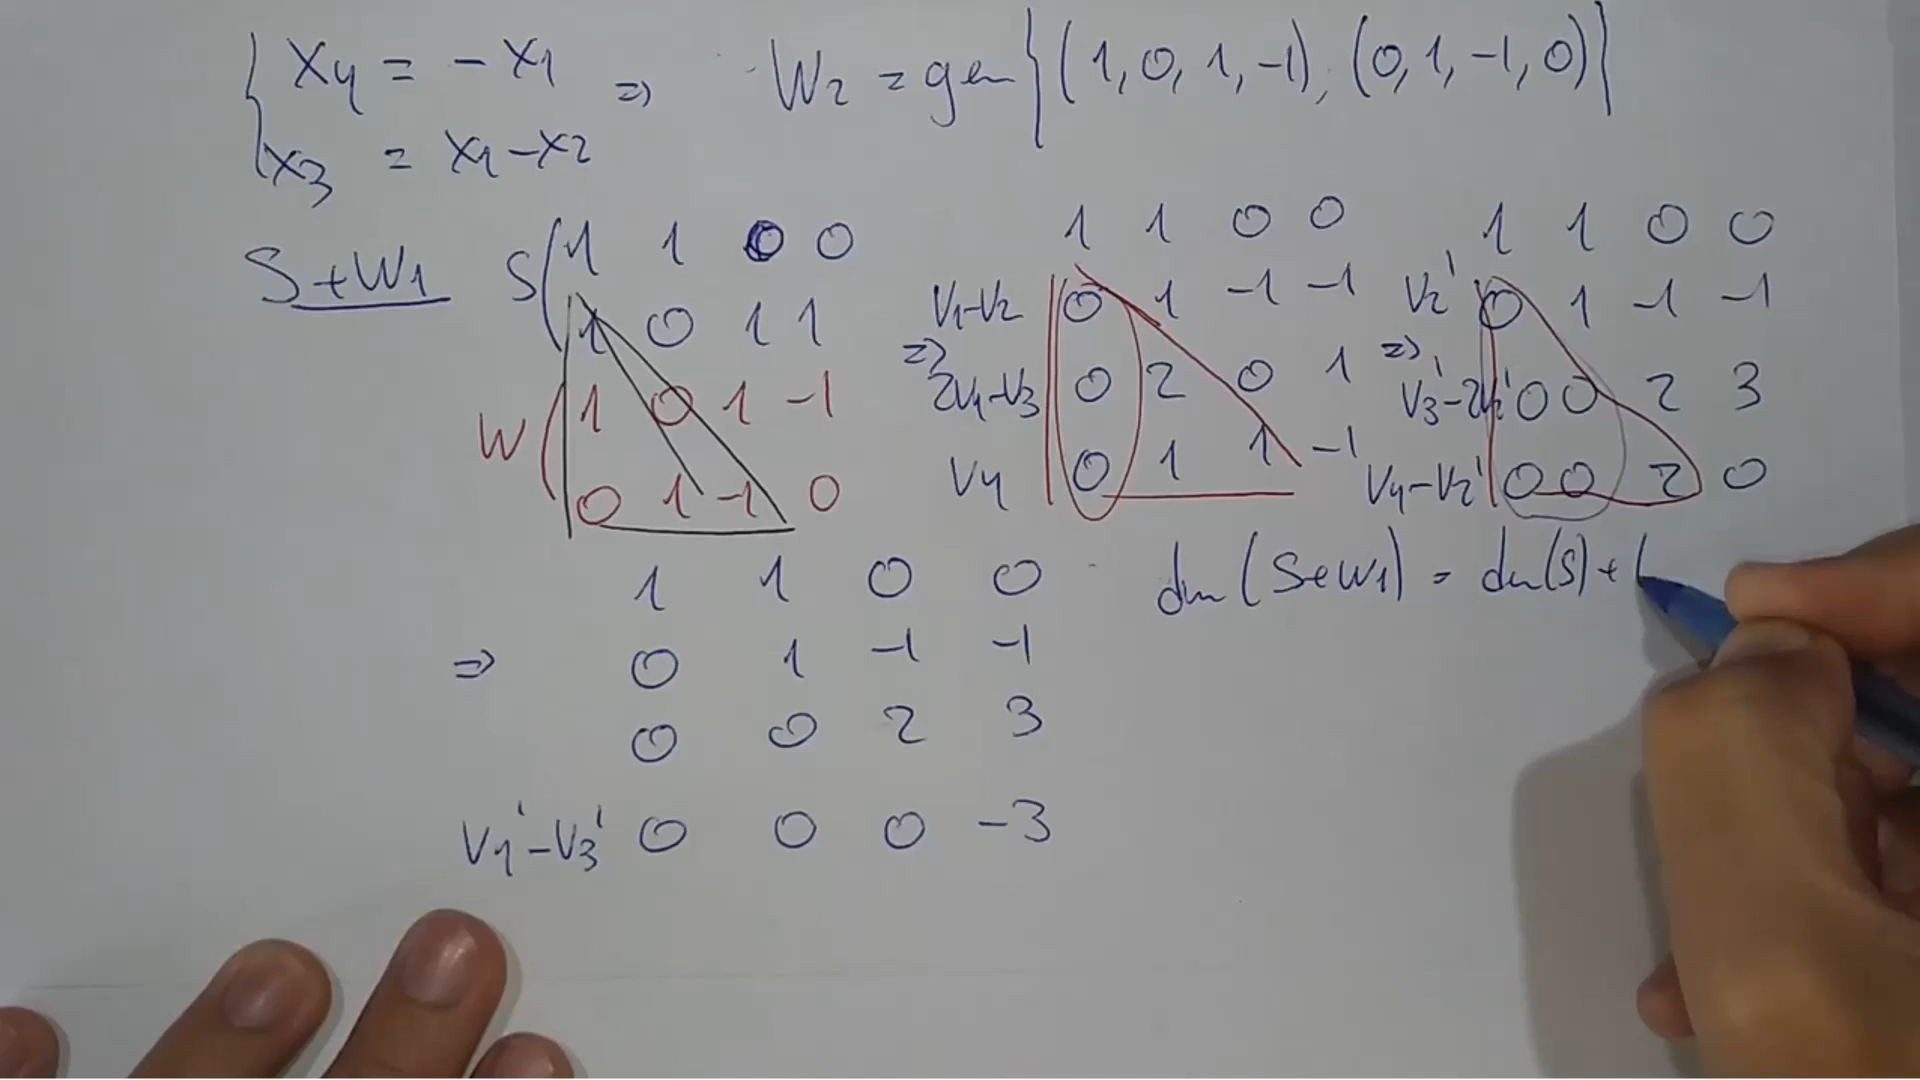 x4 = -x1 => W2 = gen {(1,0,1,-1), (0,1,-1,0)}
x3 = x1-x2
S+W1
S ( 1 1 0 0
1 0 1 1
W ( 1 0 1 -1
0 1 -1 0
1 1 0 0
V1-V2 0 1 -1 -1
=> 2V1-V3 0 2 0 1
V4 0 1 1 -1
1 1 0 0
V2' 0 1 -1 -1
=> V3'-2V2' 0 0 2 3
V4-V2' 0 0 2 0
1 1 0 0
=> 0 1 -1 -1
0 0 2 3
V1'-V3' 0 0 0 -3
dim (S+W1) = dim(S) +